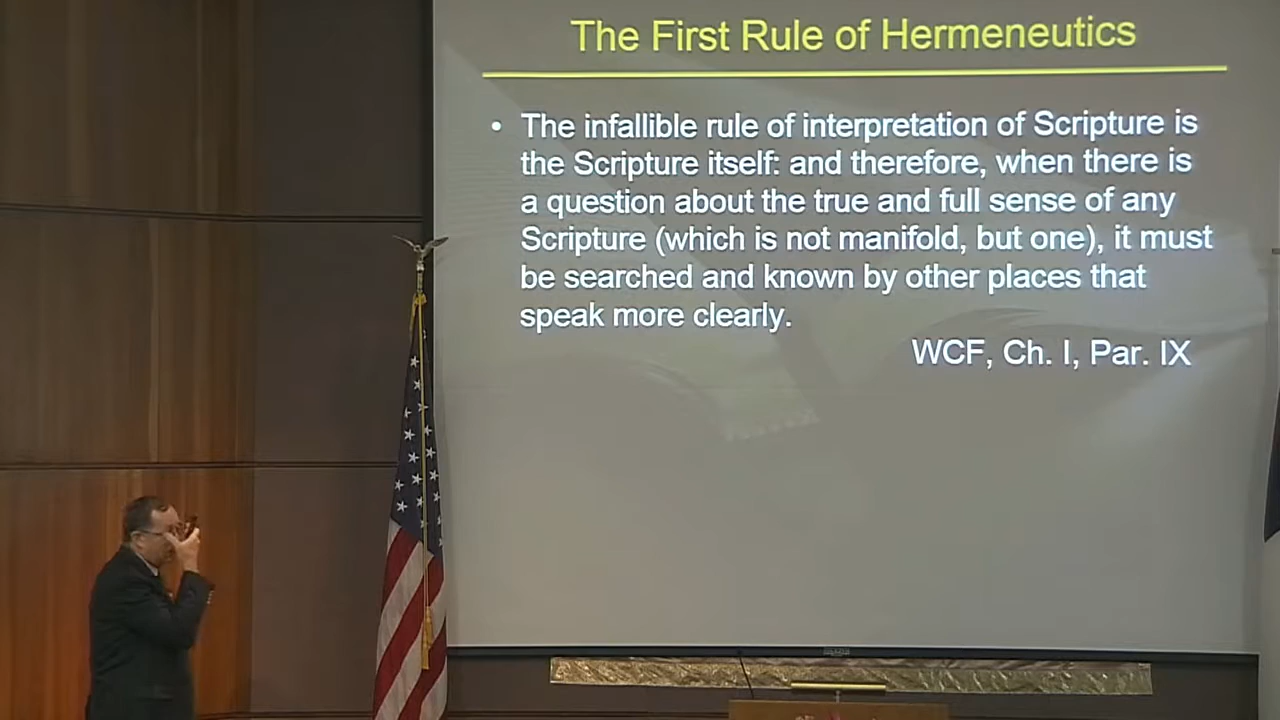 The First Rule of Hermeneutics
• The infallible rule of interpretation of Scripture is
the Scripture itself: and therefore, when there is
a question about the true and full sense of any
Scripture (which is not manifold, but one), it must
be searched and known by other places that
speak more clearly.
WCF, Ch. I, Par. IX